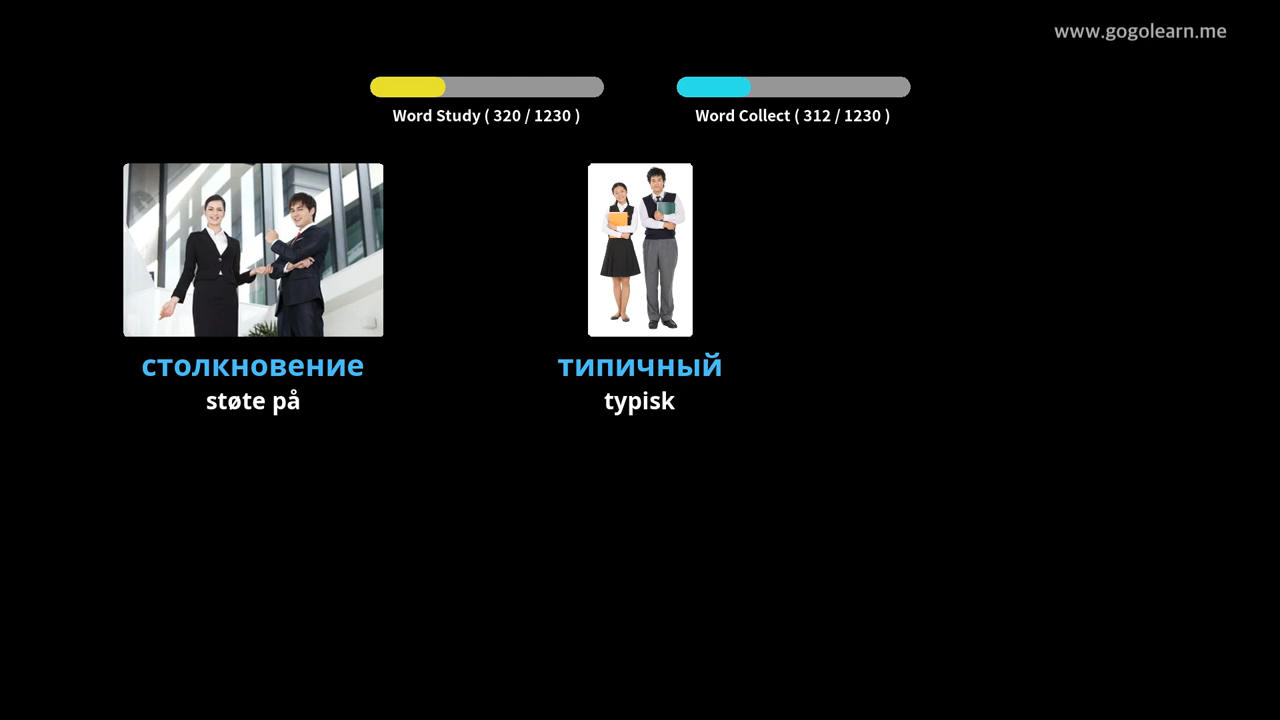 www.gogolearn.me
Word Study ( 320 / 1230 )
Word Collect ( 312 / 1230 )
столкновение
støte på
типичный
typisk